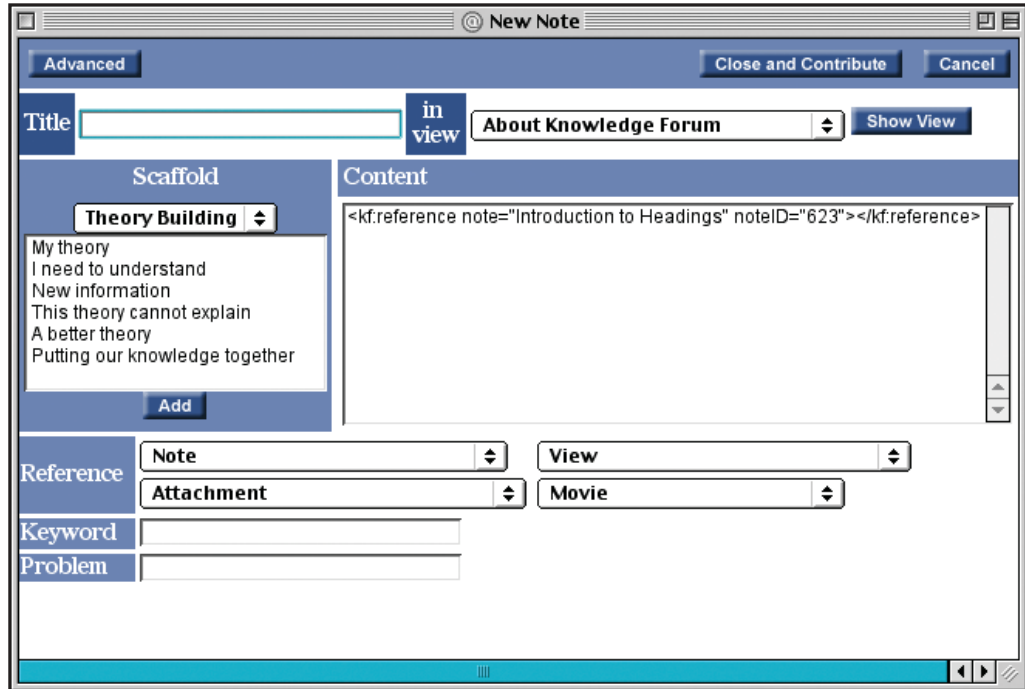 New Note
Advanced
Close and Contribute
Cancel
Title
in view
About Knowledge Forum
Show View
Scaffold
Content
Theory Building
<kf:reference note="Introduction to Headings" noteID="623"></kf:reference>
My theory
I need to understand
New information
This theory cannot explain
A better theory
Putting our knowledge together
Add
Reference
Note
View
Attachment
Movie
Keyword
Problem